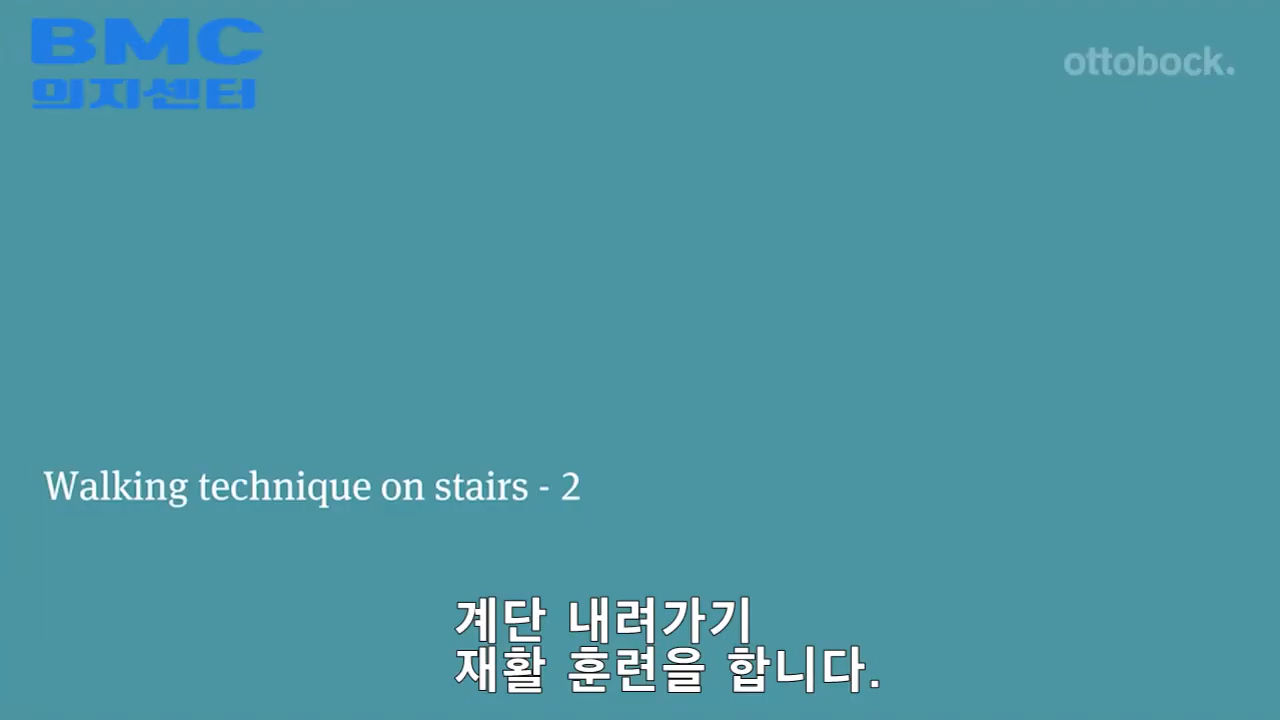 BMC
의지센터
ottobock.
Walking technique on stairs - 2
계단 내려가기
재활 훈련을 합니다.